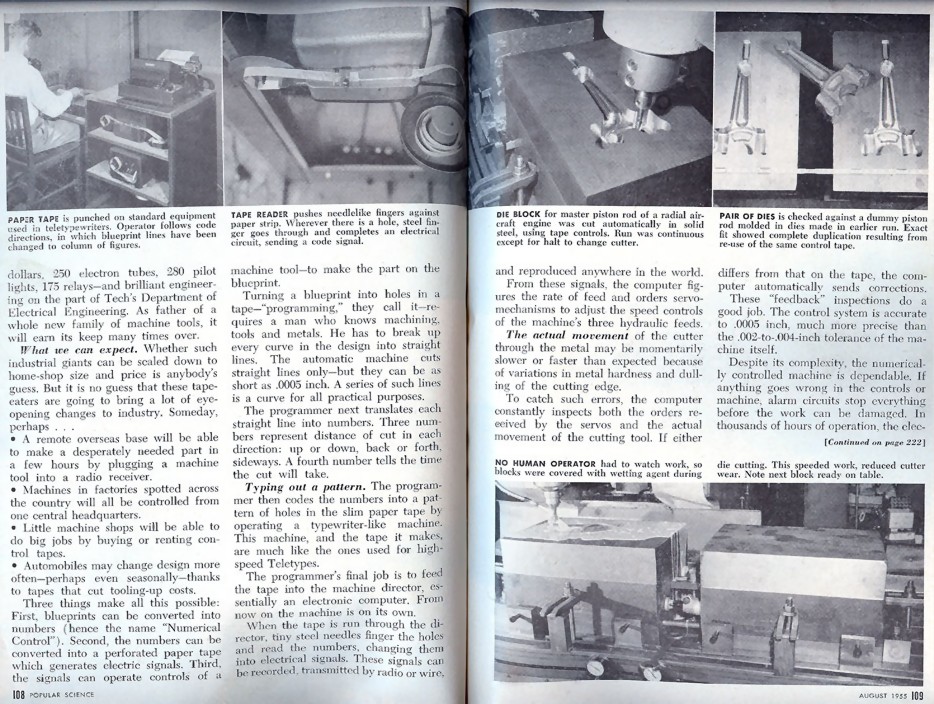 PAPER TAPE is punched on standard equipment
used in teletypewriters. Operator follows code
directions, in which blueprint lines have been
changed to column of figures.
TAPE READER pushes needlelike fingers against
paper strip. Wherever there is a hole, steel fin-
ger goes through and completes an electrical
circuit, sending a code signal.
dollars, 250 electron tubes, 280 pilot
lights, 175 relays—and brilliant engineer-
ing on the part of Tech's Department of
Electrical Engineering. As father of a
whole new family of machine tools, it
will earn its keep many times over.
What we can expect. Whether such
industrial giants can be scaled down to
home-shop size and price is anybody's
guess. But it is no guess that these tape-
eaters are going to bring a lot of eye-
opening changes to industry. Someday,
perhaps . . .
• A remote overseas base will be able
to make a desperately needed part in
a few hours by plugging a machine
tool into a radio receiver.
• Machines in factories spotted across
the country will all be controlled from
one central headquarters.
• Little machine shops will be able to
do big jobs by buying or renting con-
trol tapes.
• Automobiles may change design more
often—perhaps even seasonally—thanks
to tapes that cut tooling-up costs.
Three things make all this possible:
First, blueprints can be converted into
numbers (hence the name "Numerical
Control"). Second, the numbers can be
converted into a perforated paper tape
which generates electric signals. Third,
the signals can operate controls of a
machine tool—to make the part on the
blueprint.
Turning a blueprint into holes in a
tape—"programming," they call it—re-
quires a man who knows machining,
tools and metals. He has to break up
every curve in the design into straight
lines. The automatic machine cuts
straight lines only—but they can be as
short as .0005 inch. A series of such lines
is a curve for all practical purposes.
The programmer next translates each
straight line into numbers. Three num-
bers represent distance of cut in each
direction: up or down, back or forth,
sideways. A fourth number tells the time
the cut will take.
Typing out a pattern. The program-
mer then codes the numbers into a pat-
tern of holes in the slim paper tape by
operating a typewriter-like machine.
This machine, and the tape it makes,
are much like the ones used for high-
speed Teletypes.
The programmer's final job is to feed
the tape into the machine director, es-
sentially an electronic computer. From
now on the machine is on its own.
When the tape is run through the di-
rector, tiny steel needles finger the holes
and read the numbers, changing them
into electrical signals. These signals can
be recorded, transmitted by radio or wire,
108 POPULAR SCIENCE
DIE BLOCK for master piston rod of a radial air-
craft engine was cut automatically in solid
steel, using tape controls. Run was continuous
except for halt to change cutter.
PAIR OF DIES is checked against a dummy piston
rod molded in dies made in earlier run. Exact
fit showed complete duplication resulting from
re-use of the same control tape.
and reproduced anywhere in the world.
From these signals, the computer fig-
ures the rate of feed and orders servo-
mechanisms to adjust the speed controls
of the machine's three hydraulic feeds.
The actual movement of the cutter
through the metal may be momentarily
slower or faster than expected because
of variations in metal hardness and dull-
ing of the cutting edge.
To catch such errors, the computer
constantly inspects both the orders re-
ceived by the servos and the actual
movement of the cutting tool. If either
differs from that on the tape, the com-
puter automatically sends corrections.
These "feedback" inspections do a
good job. The control system is accurate
to .0005 inch, much more precise than
the .002-to-.004-inch tolerance of the ma-
chine itself.
Despite its complexity, the numerical-
ly controlled machine is dependable. If
anything goes wrong in the controls or
machine, alarm circuits stop everything
before the work can be damaged. In
thousands of hours of operation, the elec-
[Continued on page 222]
NO HUMAN OPERATOR had to watch work, so
blocks were covered with wetting agent during
die cutting. This speeded work, reduced cutter
wear. Note next block ready on table.
AUGUST 1955 109